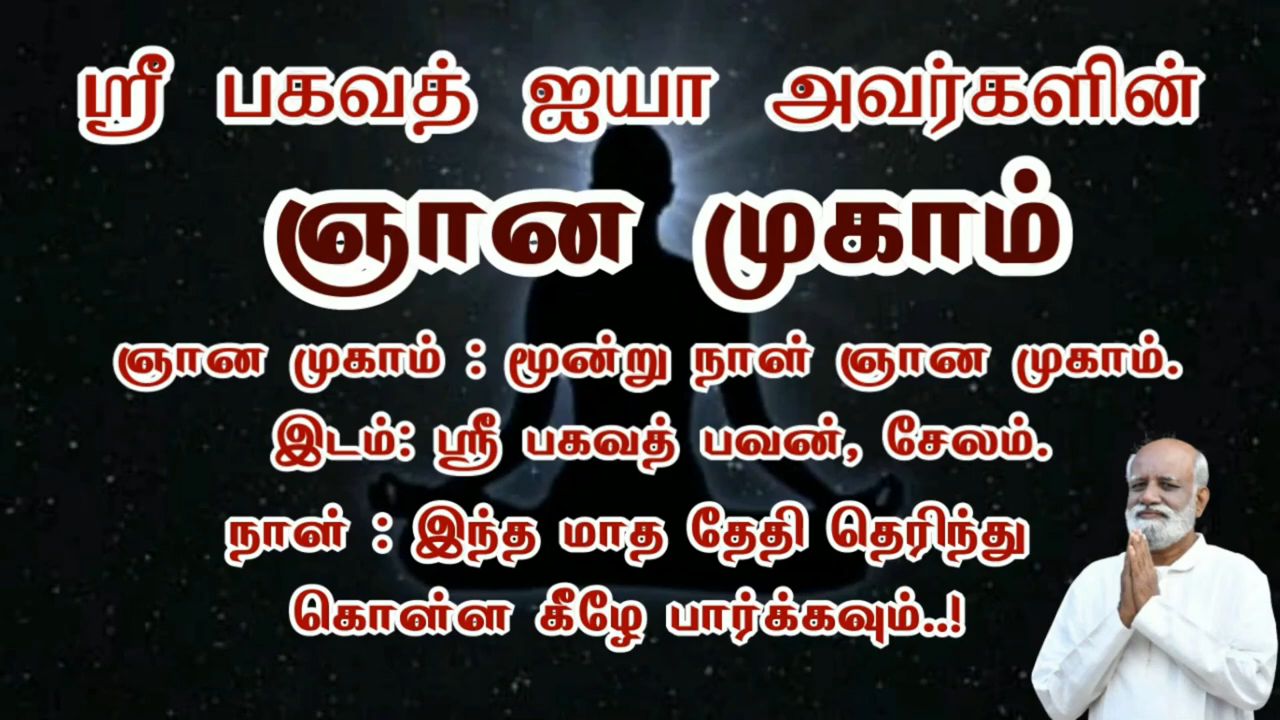 ஸ்ரீ பகவத் ஐயா அவர்களின்
ஞான முகாம்
ஞான முகாம் : மூன்று நாள் ஞான முகாம்.
இடம்: ஸ்ரீ பகவத் பவன், சேலம்.
நாள் : இந்த மாத தேதி தெரிந்து
கொள்ள கீழே பார்க்கவும்..!